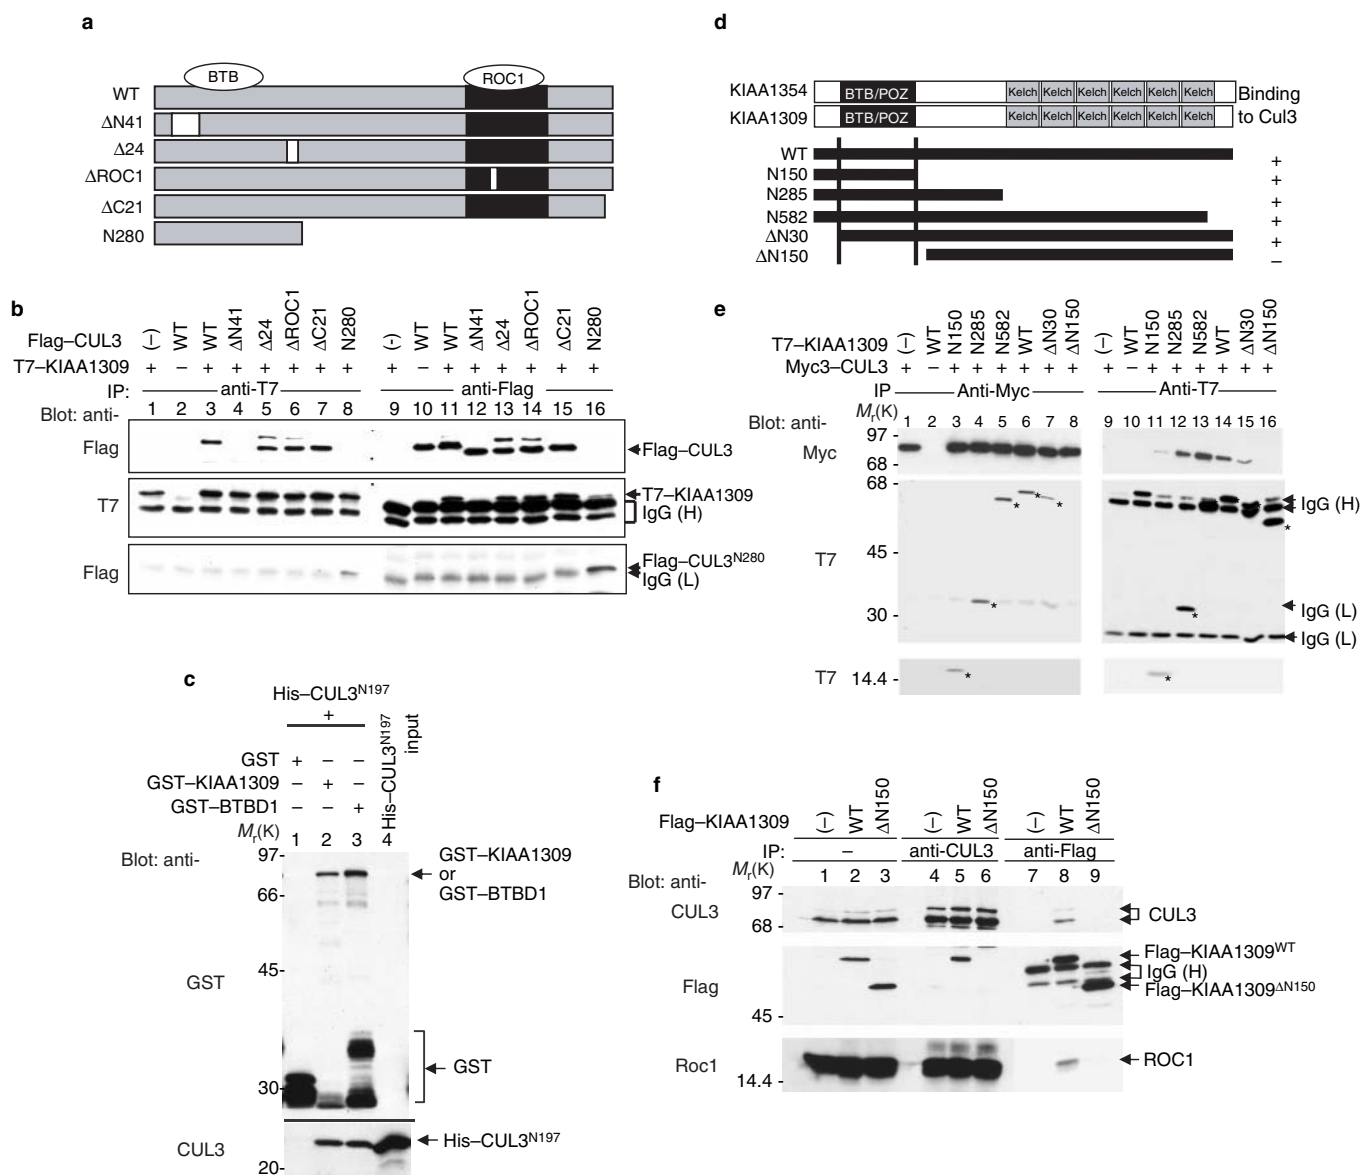 a
BTB
ROC1
WT
ΔN41
Δ24
ΔROC1
ΔC21
N280
b
Flag–CUL3
(–) WT WT ΔN41 Δ24 ΔROC1 ΔC21 N280 (-) WT WT ΔN41 Δ24 ΔROC1 ΔC21 N280
T7–KIAA1309 + – + + + + + + + – + + + + + +
IP: anti-T7 anti-Flag
Blot: anti- 1 2 3 4 5 6 7 8 9 10 11 12 13 14 15 16
Flag
Flag–CUL3
T7
T7–KIAA1309
IgG (H)
Flag
Flag–CUL3N280
IgG (L)
c
His–CUL3N197
+
His–CUL3N197
input
GST + – –
GST–KIAA1309 – + –
GST–BTBD1 – – +
Mr(K) 1 2 3 4
Blot: anti-
97-
66-
45-
30-
20-
GST–KIAA1309
or
GST–BTBD1
GST
GST
CUL3
His–CUL3N197
d
KIAA1354 BTB/POZ Kelch Kelch Kelch Kelch Kelch Kelch Binding
KIAA1309 BTB/POZ Kelch Kelch Kelch Kelch Kelch Kelch to Cul3
WT +
N150 +
N285 +
N582 +
ΔN30 +
ΔN150 –
e
T7–KIAA1309
(–) WT N150 N285 N582 WT ΔN30 ΔN150 (–) WT N150 N285 N582 WT ΔN30 ΔN150
Myc3–CUL3 + – + + + + + + + – + + + + + +
IP Anti-Myc Anti-T7
Blot: anti- Mr(K) 1 2 3 4 5 6 7 8 9 10 11 12 13 14 15 16
97 -
Myc
68 -
68 -
* * *
IgG (H)
*
45 -
T7
30 -
*
*
IgG (L)
IgG (L)
T7 14.4 -
* *
f
Flag–KIAA1309
(–) WT ΔN150 (–) WT ΔN150 (–) WT ΔN150
IP: – anti-CUL3 anti-Flag
Mr(K) 1 2 3 4 5 6 7 8 9
Blot: anti-
97 -
CUL3
68 -
CUL3
Flag–KIAA1309WT
IgG (H)
Flag
Flag–KIAA1309ΔN150
45 -
Roc1
ROC1
14.4 -